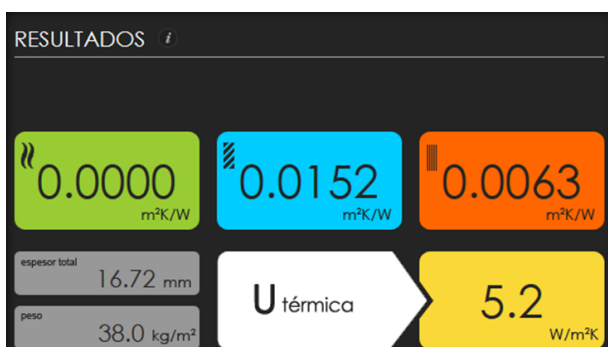 RESULTADOS i
0.0000
m²K/W
0.0152
m²K/W
0.0063
m²K/W
espesor total
16.72 mm
peso
38.0 kg/m²
U térmica
5.2
W/m²K